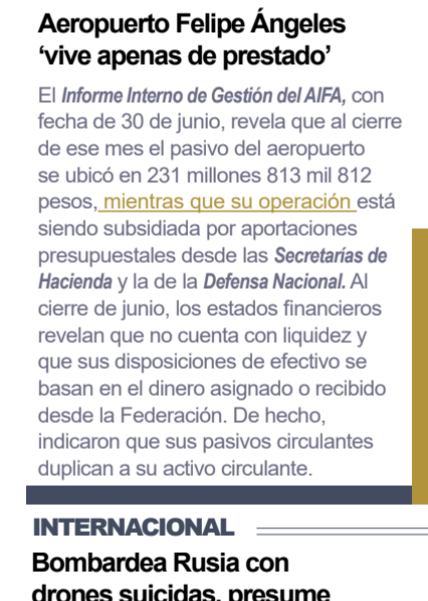 Aeropuerto Felipe Ángeles
‘vive apenas de prestado’
El Informe Interno de Gestión del AIFA, con
fecha de 30 de junio, revela que al cierre
de ese mes el pasivo del aeropuerto
se ubicó en 231 millones 813 mil 812
pesos, mientras que su operación está
siendo subsidiada por aportaciones
presupuestales desde las Secretarías de
Hacienda y la de la Defensa Nacional. Al
cierre de junio, los estados financieros
revelan que no cuenta con liquidez y
que sus disposiciones de efectivo se
basan en el dinero asignado o recibido
desde la Federación. De hecho,
indicaron que sus pasivos circulantes
duplican a su activo circulante.
INTERNACIONAL
Bombardea Rusia con
drones suicidas, presume